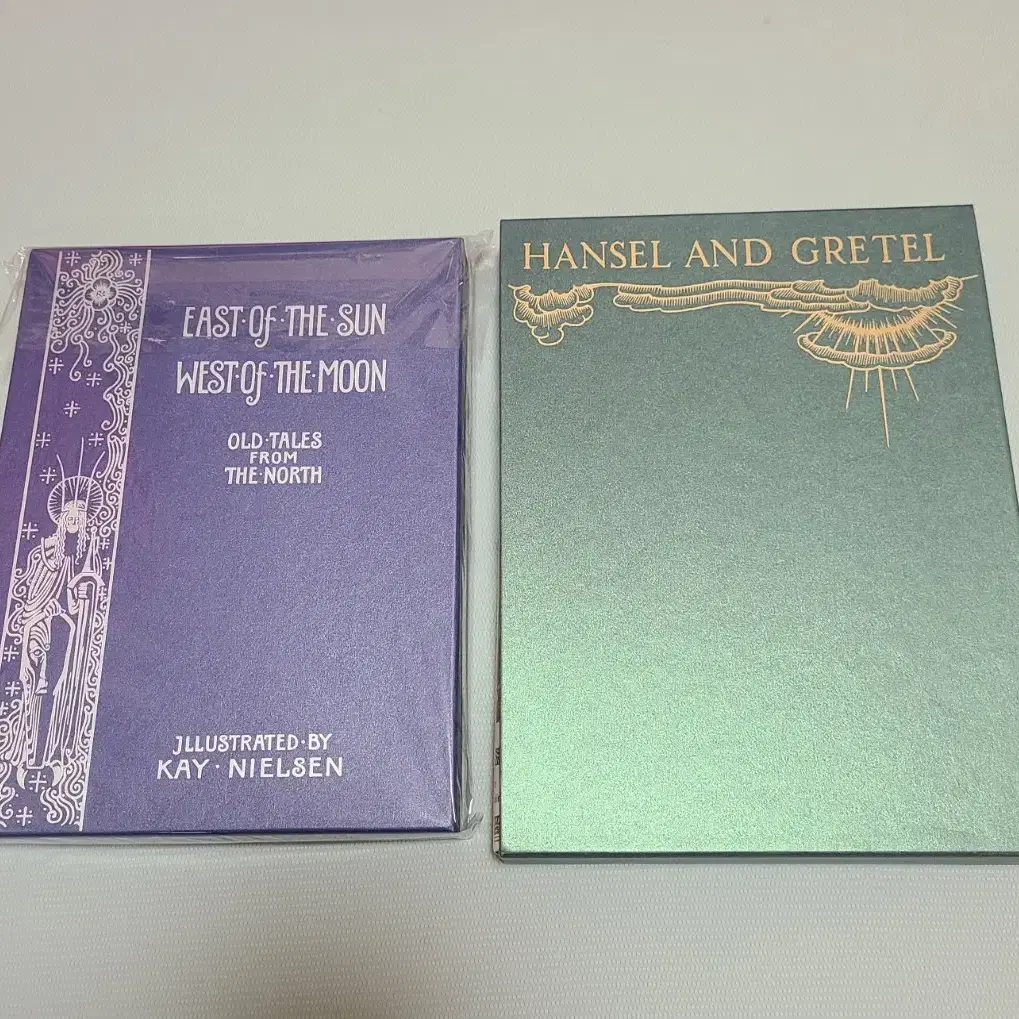 EAST·OF·THE·SUN
WEST·OF·THE·MOON
OLD·TALES
FROM
THE·NORTH
JLLUSTRATED·BY
KAY·NIELSEN
HANSEL AND GRETEL